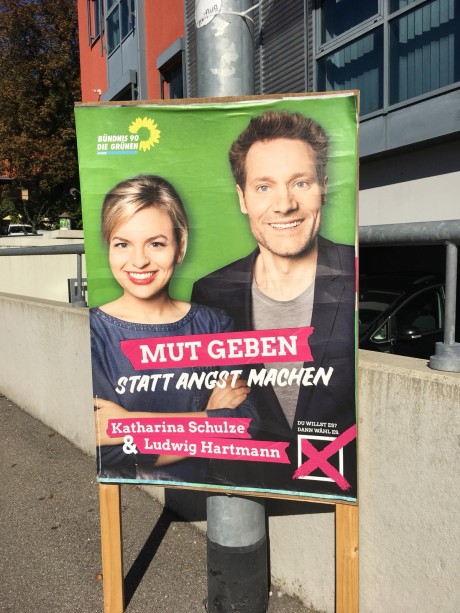 BÜNDNIS 90
DIE GRÜNEN
MUT GEBEN
STATT ANGST MACHEN
Katharina Schulze
& Ludwig Hartmann
DU WILLST ES?
DANN WÄHL ES.